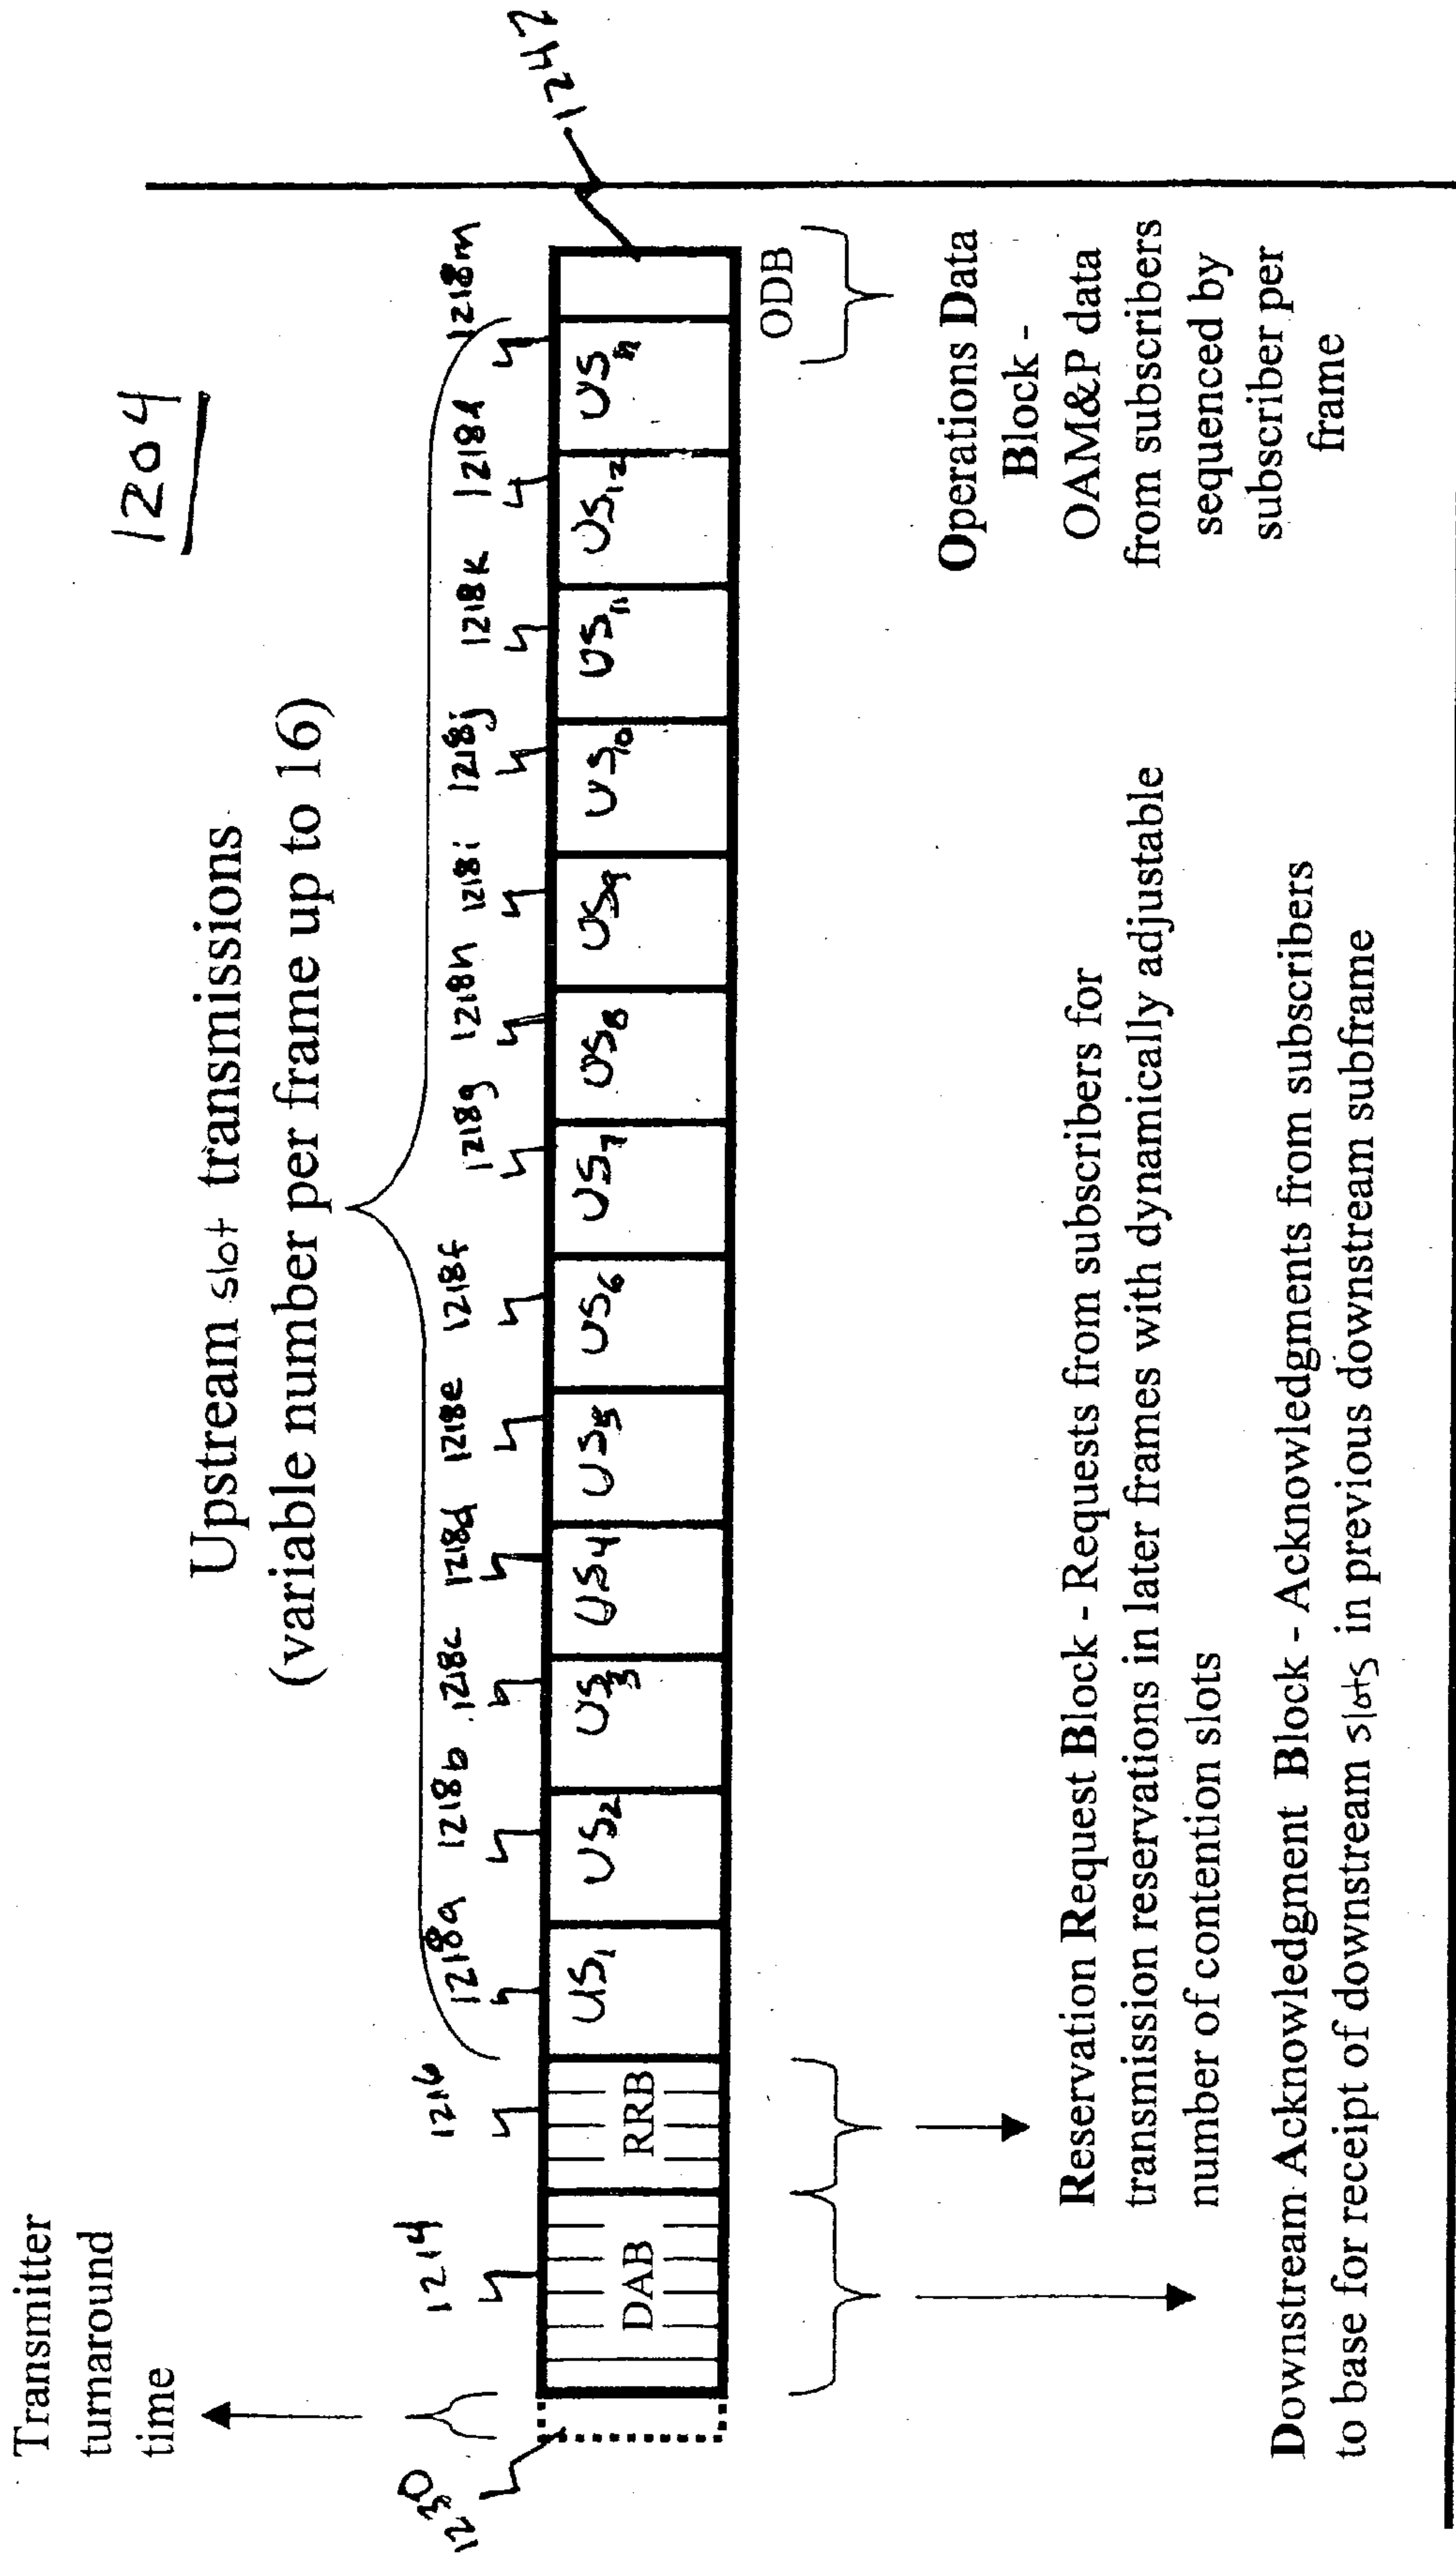 1204
Upstream slot transmissions
(variable number per frame up to 16)
Transmitter
turnaround
time
1230
1214
1216
1218a
1218b
1218c
1218d
1218e
1218f
1218g
1218h
1218i
1218j
1218k
1218l
1218m
1242
DAB
RRB
US1
US2
US3
US4
US5
US6
US7
US8
US9
US10
US11
US12
USn
ODB
Operations Data
Block -
OAM&P data
from subscribers
sequenced by
subscriber per
frame
Reservation Request Block - Requests from subscribers for
transmission reservations in later frames with dynamically adjustable
number of contention slots
Downstream Acknowledgment Block - Acknowledgments from subscribers
to base for receipt of downstream slots in previous downstream subframe